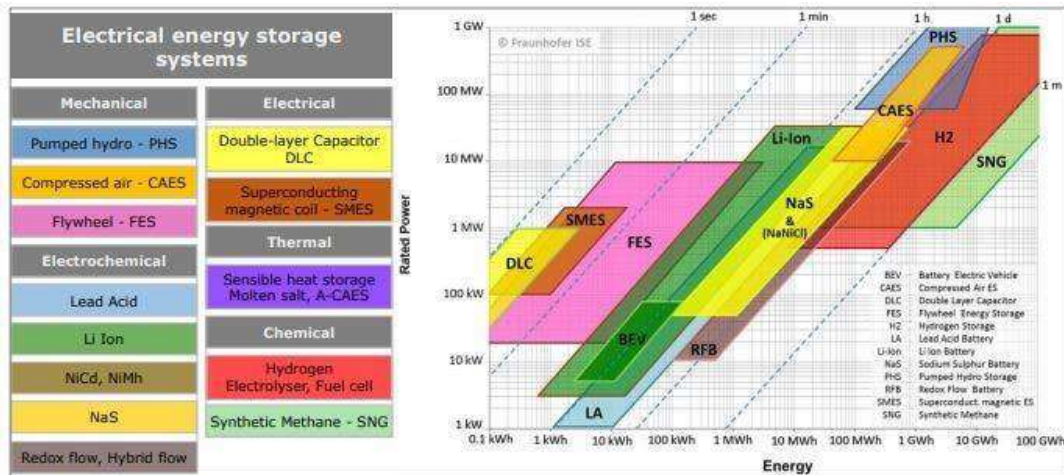 Electrical energy storage
systems
Mechanical
Pumped hydro - PHS
Compressed air - CAES
Flywheel - FES
Electrochemical
Lead Acid
Li Ion
NiCd, NiMh
NaS
Redox flow, Hybrid flow
Electrical
Double-layer Capacitor
DLC
Superconducting
magnetic coil - SMES
Thermal
Sensible heat storage
Molten salt, A-CAES
Chemical
Hydrogen
Electrolyser, Fuel cell
Synthetic Methane - SNG
1 sec
1 min
1 h
1 d
1 m
© Fraunhofer ISE
1 GW
100 MW
10 MW
1 MW
100 kW
10 kW
1 kW
Rated Power
PHS
CAES
Li-Ion
H2
SNG
NaS
&
(NaNiCl)
SMES
FES
DLC
BEV
RFB
LA
BEV Battery Electric Vehicle
CAES Compressed Air ES
DLC Double Layer Capacitor
FES Flywheel Energy Storage
H2 Hydrogen Storage
LA Lead Acid Battery
Li-Ion Li Ion Battery
NaS Sodium Sulphur Battery
PHS Pumped Hydro Storage
RFB Redox Flow Battery
SMES Superconduct. magnetic ES
SNG Synthetic Methane
0.1 kWh
1 kWh
10 kWh
100 kWh
1 MWh
10 MWh
100 MWh
1 GWh
10 GWh
100 GWh
Energy